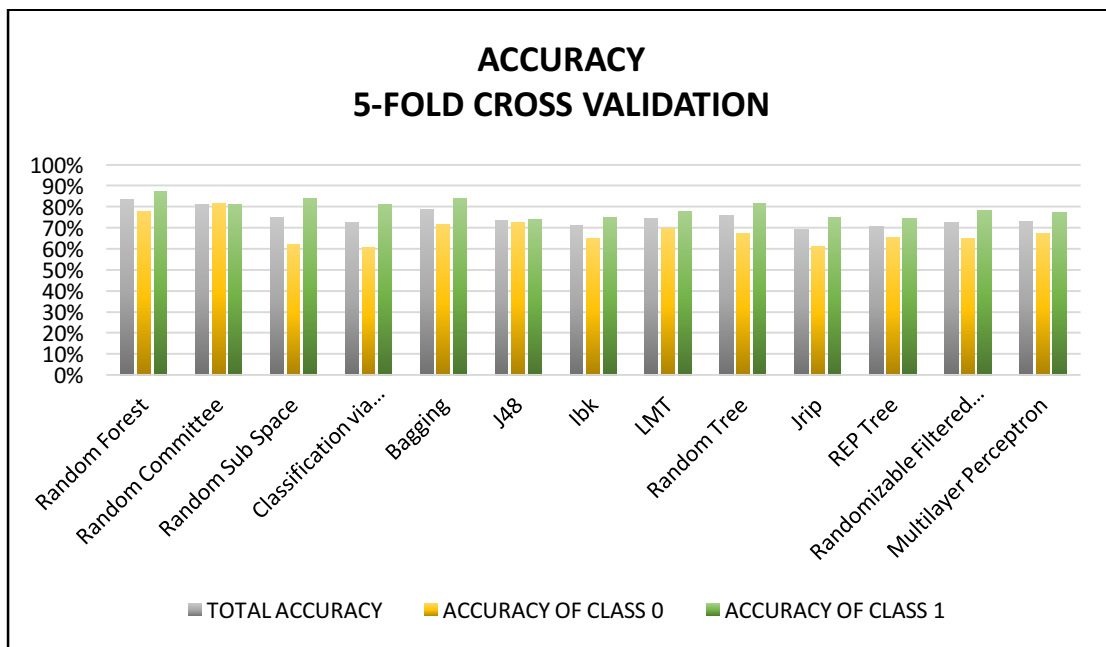 ACCURACY
5-FOLD CROSS VALIDATION
100%
90%
80%
70%
60%
50%
40%
30%
20%
10%
0%
Random Forest
Random Committee
Random Sub Space
Classification via...
Bagging
J48
Ibk
LMT
Random Tree
Jrip
REP Tree
Randomizable Filtered...
Multilayer Perceptron
TOTAL ACCURACY
ACCURACY OF CLASS 0
ACCURACY OF CLASS 1